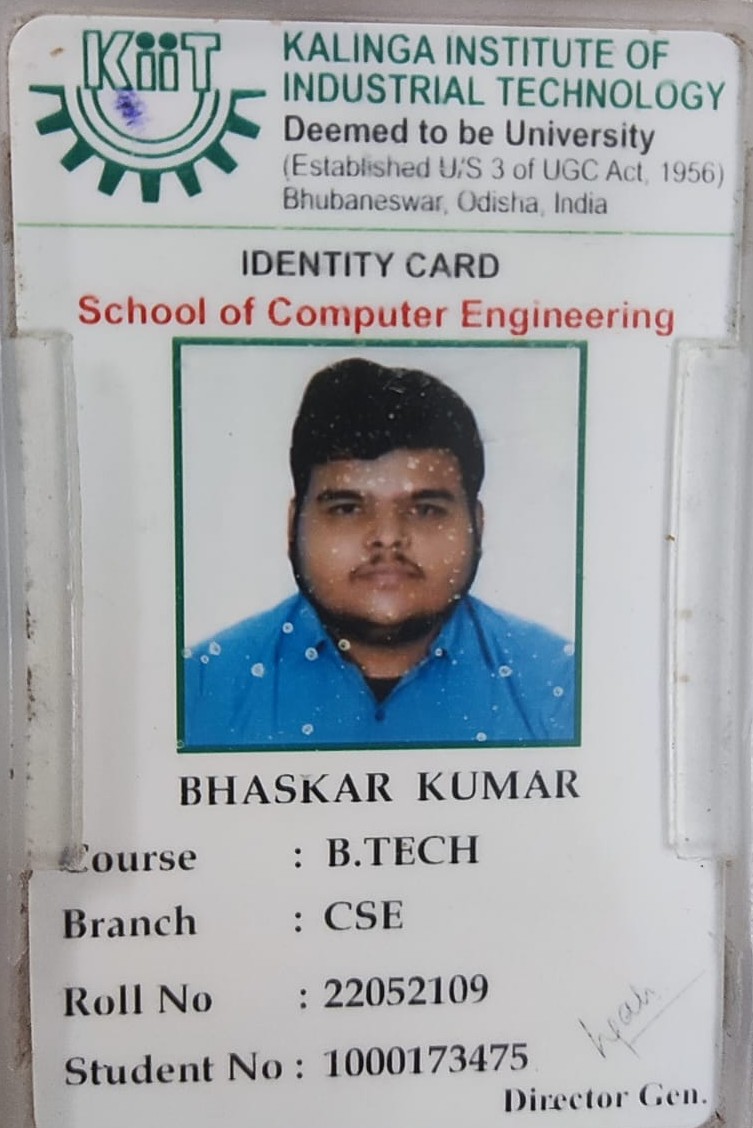 KiiT
KALINGA INSTITUTE OF
INDUSTRIAL TECHNOLOGY
Deemed to be University
(Established U/S 3 of UGC Act, 1956)
Bhubaneswar, Odisha, India
IDENTITY CARD
School of Computer Engineering
BHASKAR KUMAR
Course : B.TECH
Branch : CSE
Roll No : 22052109
Student No : 1000173475
Director Gen.